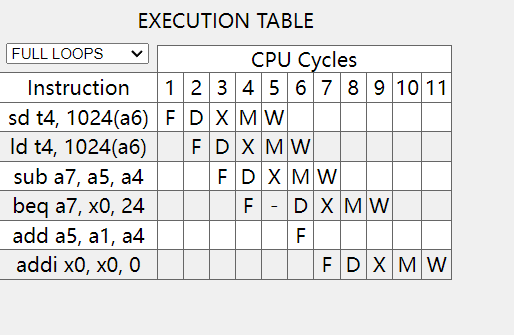 EXECUTION TABLE
FULL LOOPS
CPU Cycles
Instruction 1 2 3 4 5 6 7 8 9 10 11
sd t4, 1024(a6) F D X M W
ld t4, 1024(a6) F D X M W
sub a7, a5, a4 F D X M W
beq a7, x0, 24 F - D X M W
add a5, a1, a4 F
addi x0, x0, 0 F D X M W